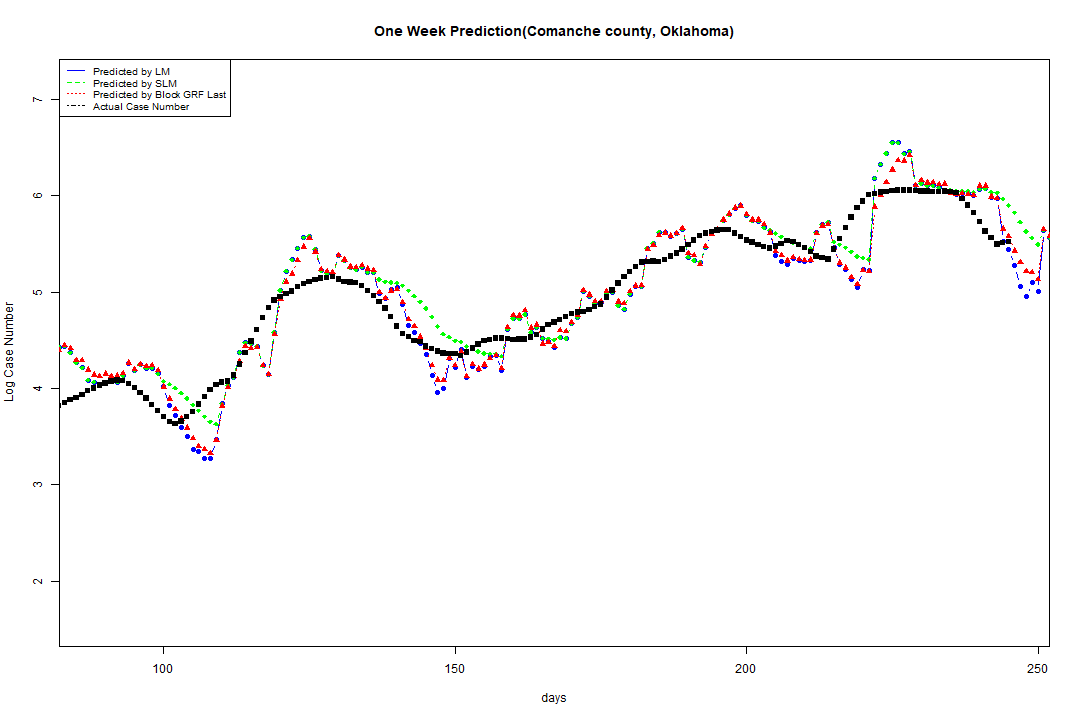 One Week Prediction(Comanche county, Oklahoma)
Predicted by LM
Predicted by SLM
Predicted by Block GRF Last
Actual Case Number
7
6
5
4
3
2
Log Case Number
100
150
200
250
days